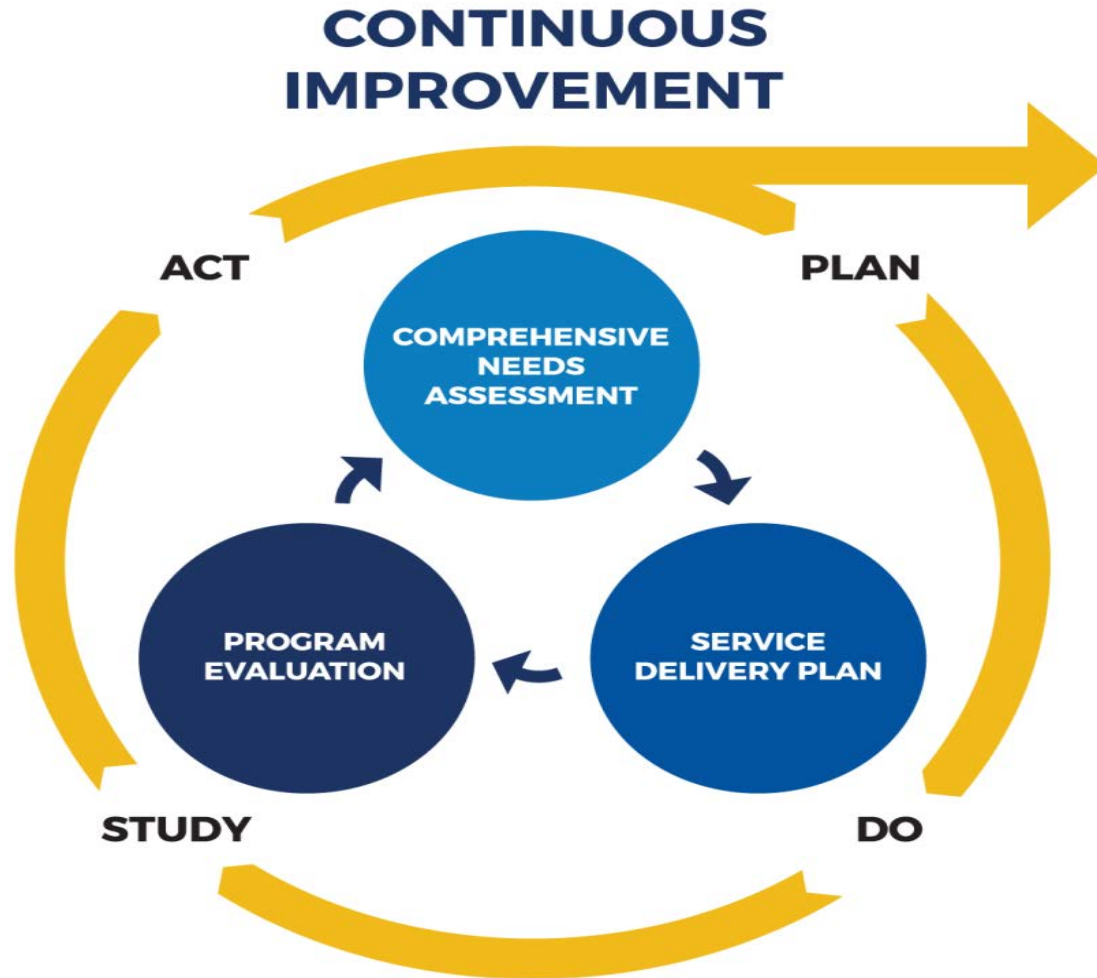 CONTINUOUS
IMPROVEMENT
ACT
PLAN
COMPREHENSIVE
NEEDS
ASSESSMENT
PROGRAM
EVALUATION
SERVICE
DELIVERY PLAN
STUDY
DO